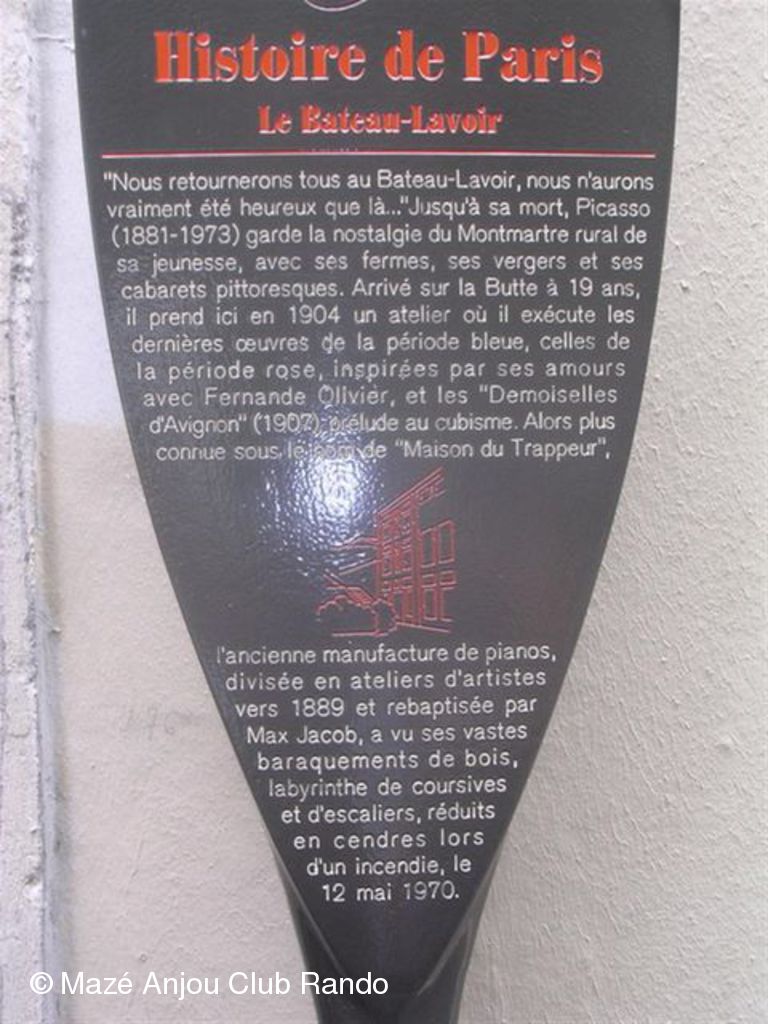 Histoire de Paris
Le Bateau-Lavoir
"Nous retournerons tous au Bateau-Lavoir, nous n'aurons
vraiment été heureux que là..."Jusqu'à sa mort, Picasso
(1881-1973) garde la nostalgie du Montmartre rural de
sa jeunesse, avec ses fermes, ses vergers et ses
cabarets pittoresques. Arrivé sur la Butte à 19 ans,
il prend ici en 1904 un atelier où il exécute les
dernières œuvres de la période bleue, celles de
la période rose, inspirées par ses amours
avec Fernande Olivier, et les "Demoiselles
d'Avignon" (1907), prélude au cubisme. Alors plus
connue sous le nom de "Maison du Trappeur",
l'ancienne manufacture de pianos,
divisée en ateliers d'artistes
vers 1889 et rebaptisée par
Max Jacob, a vu ses vastes
baraquements de bois,
labyrinthe de coursives
et d'escaliers, réduits
en cendres lors
d'un incendie, le
12 mai 1970.
© Mazé Anjou Club Rando